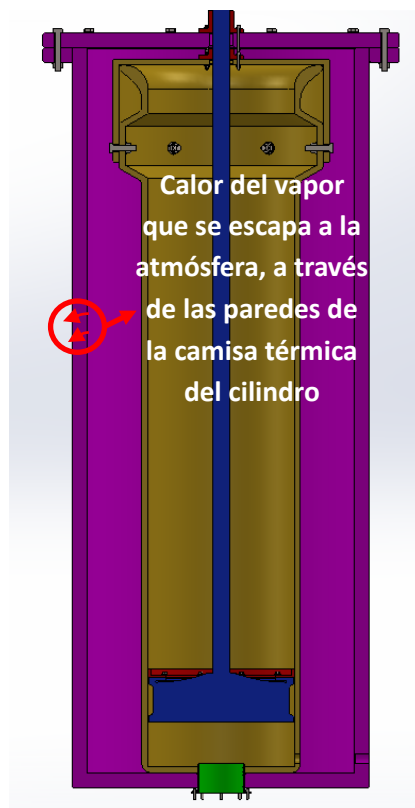 Calor del vapor
que se escapa a la
atmósfera, a través
de las paredes de
la camisa térmica
del cilindro